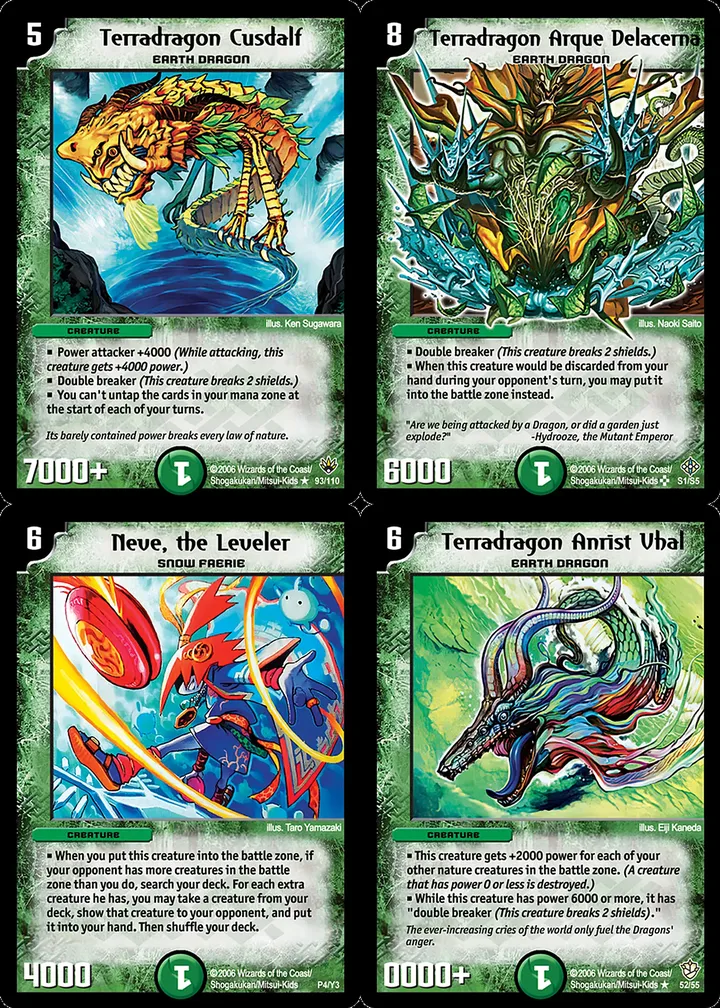 5
Terradragon Cusdalf
EARTH DRAGON
illus. Ken Sugawara
CREATURE
▪ Power attacker +4000 (While attacking, this
creature gets +4000 power.)
▪ Double breaker (This creature breaks 2 shields.)
▪ You can't untap the cards in your mana zone at
the start of each of your turns.
Its barely contained power breaks every law of nature.
7000+
1
©2006 Wizards of the Coast/
Shogakukan/Mitsui-Kids ★ 93/110
8
Terradragon Arque Delacerna
EARTH DRAGON
illus. Naoki Saito
CREATURE
▪ Double breaker (This creature breaks 2 shields.)
▪ When this creature would be discarded from your
hand during your opponent's turn, you may put it
into the battle zone instead.
"Are we being attacked by a Dragon, or did a garden just
explode?" -Hydrooze, the Mutant Emperor
6000
1
©2006 Wizards of the Coast/
Shogakukan/Mitsui-Kids S1/S5
6
Neve, the Leveler
SNOW FAERIE
illus. Taro Yamazaki
CREATURE
▪ When you put this creature into the battle zone, if
your opponent has more creatures in the battle
zone than you do, search your deck. For each extra
creature he has, you may take a creature from your
deck, show that creature to your opponent, and put
it into your hand. Then shuffle your deck.
4000
1
©2006 Wizards of the Coast/
Shogakukan/Mitsui-Kids P4/Y3
6
Terradragon Anrist Vhal
EARTH DRAGON
illus. Eiji Kaneda
CREATURE
▪ This creature gets +2000 power for each of your
other nature creatures in the battle zone. (A creature
that has power 0 or less is destroyed.)
▪ While this creature has power 6000 or more, it has
"double breaker (This creature breaks 2 shields)."
The ever-increasing cries of the world only fuel the Dragons'
anger.
0000+
1
©2006 Wizards of the Coast/
Shogakukan/Mitsui-Kids ★ 52/55